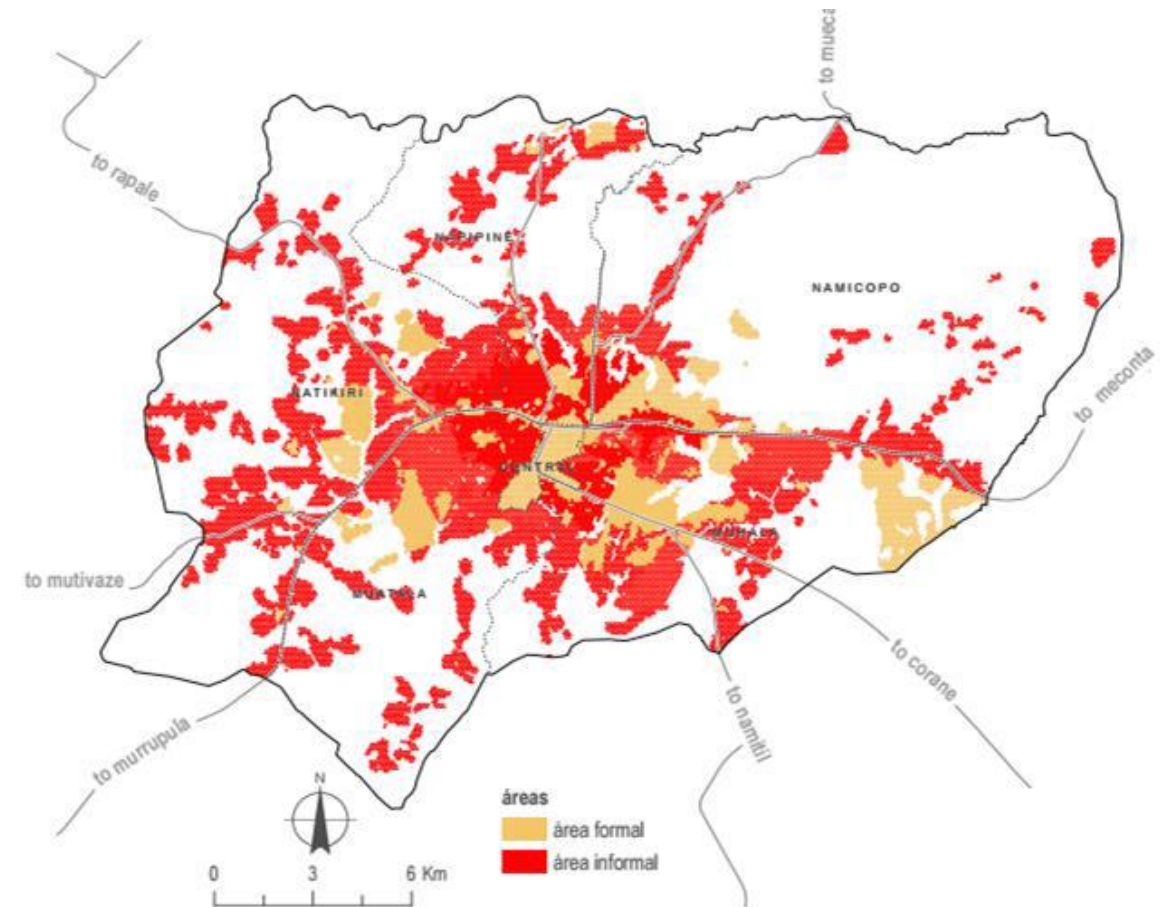 to mueca
to rapale
NAPIPINE
NAMICOPO
to meconta
NATIKIRI
CENTRAL
MUHALA
to mutivaze
MUATALA
to corane
to namitil
to murrupula
N
áreas
área formal
área informal
0 3 6 Km